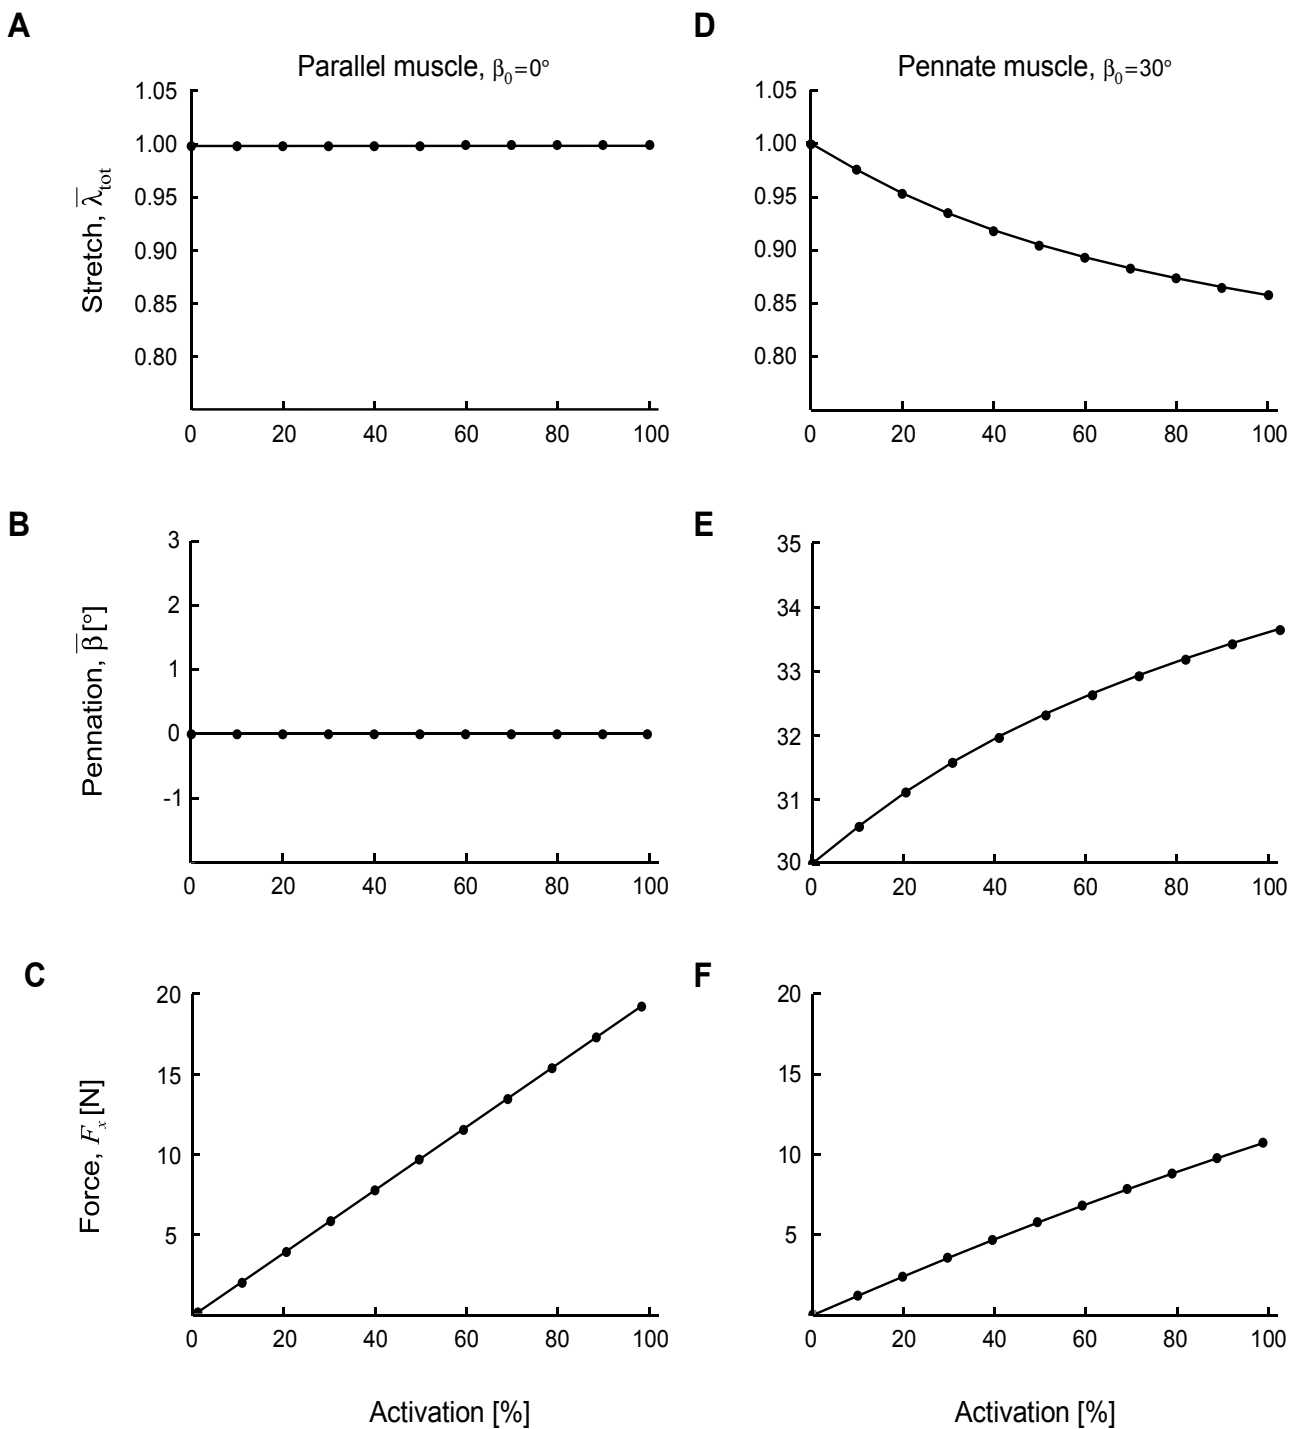 A
Parallel muscle, β0=0°
1.05
1.00
0.95
0.90
0.85
0.80
Stretch, λ̅tot
0 20 40 60 80 100
D
Pennate muscle, β0=30°
1.05
1.00
0.95
0.90
0.85
0.80
0 20 40 60 80 100
B
3
2
1
0
-1
Pennation, β̅ [°]
0 20 40 60 80 100
E
35
34
33
32
31
30
0 20 40 60 80 100
C
20
15
10
5
Force, Fx [N]
0 20 40 60 80 100
Activation [%]
F
20
15
10
5
0 20 40 60 80 100
Activation [%]